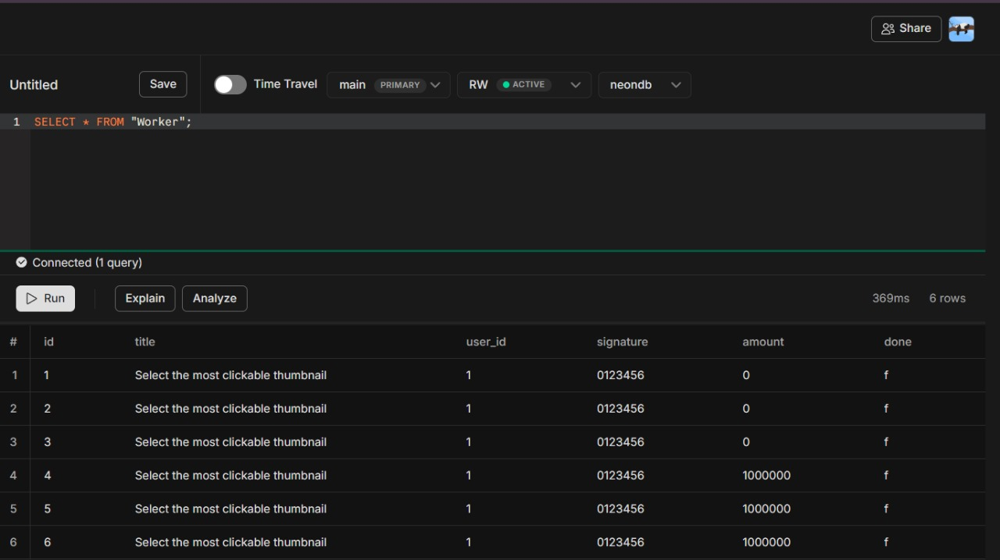 Share
Untitled Save Time Travel main PRIMARY RW ACTIVE neondb
1 SELECT * FROM "Worker";
Connected (1 query)
Run Explain Analyze 369ms 6 rows
# id title user_id signature amount done
1 1 Select the most clickable thumbnail 1 0123456 0 f
2 2 Select the most clickable thumbnail 1 0123456 0 f
3 3 Select the most clickable thumbnail 1 0123456 0 f
4 4 Select the most clickable thumbnail 1 0123456 1000000 f
5 5 Select the most clickable thumbnail 1 0123456 1000000 f
6 6 Select the most clickable thumbnail 1 0123456 1000000 f